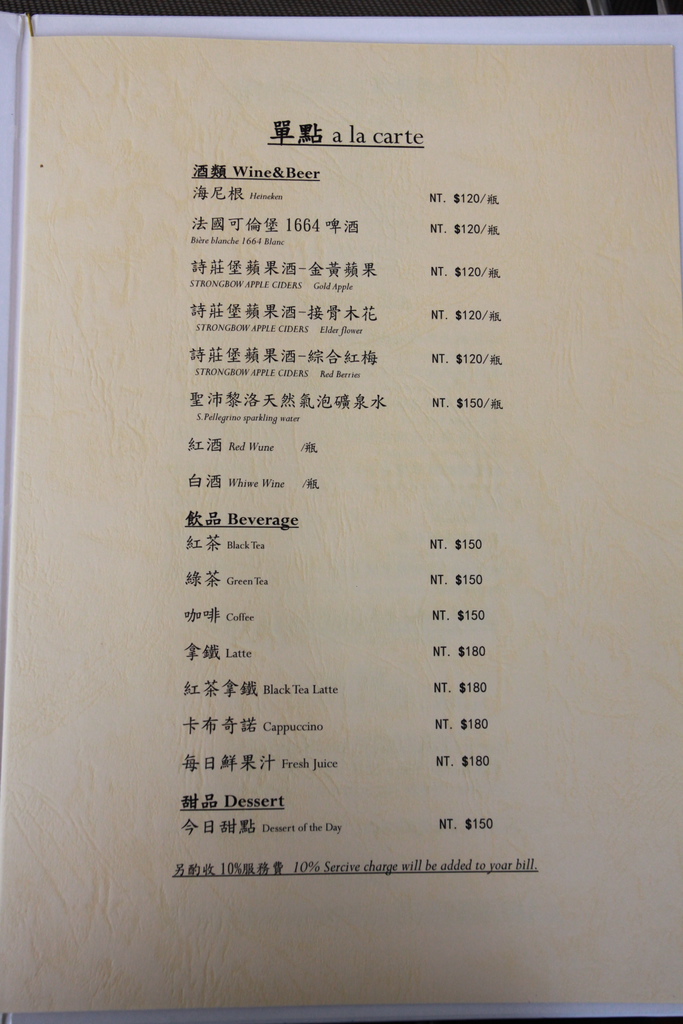 單點 a la carte
酒類 Wine&Beer
海尼根 Heineken NT. $120/瓶
法國可倫堡 1664 啤酒 NT. $120/瓶
Bière blanche 1664 Blanc
詩莊堡蘋果酒-金黃蘋果 NT. $120/瓶
STRONGBOW APPLE CIDERS Gold Apple
詩莊堡蘋果酒-接骨木花 NT. $120/瓶
STRONGBOW APPLE CIDERS Elder flower
詩莊堡蘋果酒-綜合紅梅 NT. $120/瓶
STRONGBOW APPLE CIDERS Red Berries
聖沛黎洛天然氣泡礦泉水 NT. $150/瓶
S.Pellegrino sparkling water
紅酒 Red Wune /瓶
白酒 Whiwe Wine /瓶
飲品 Beverage
紅茶 Black Tea NT. $150
綠茶 Green Tea NT. $150
咖啡 Coffee NT. $150
拿鐵 Latte NT. $180
紅茶拿鐵 Black Tea Latte NT. $180
卡布奇諾 Cappuccino NT. $180
每日鮮果汁 Fresh Juice NT. $180
甜品 Dessert
今日甜點 Dessert of the Day NT. $150
另酌收 10%服務費 10% Sercive charge will be added to yoar bill.